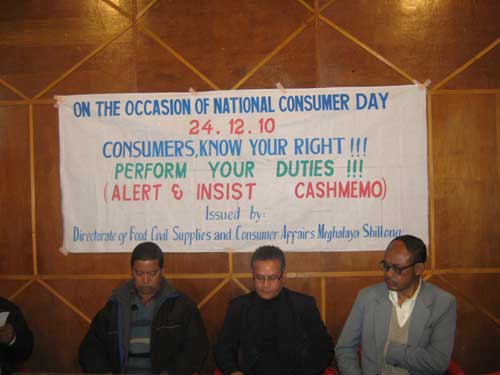 ON THE OCCASION OF NATIONAL CONSUMER DAY
24.12.10
CONSUMERS,KNOW YOUR RIGHT !!!
PERFORM YOUR DUTIES !!!
(ALERT & INSIST CASHMEMO)
Issued by:
Directorate of Food Civil Supplies and Consumer Affairs Meghalaya Shillong